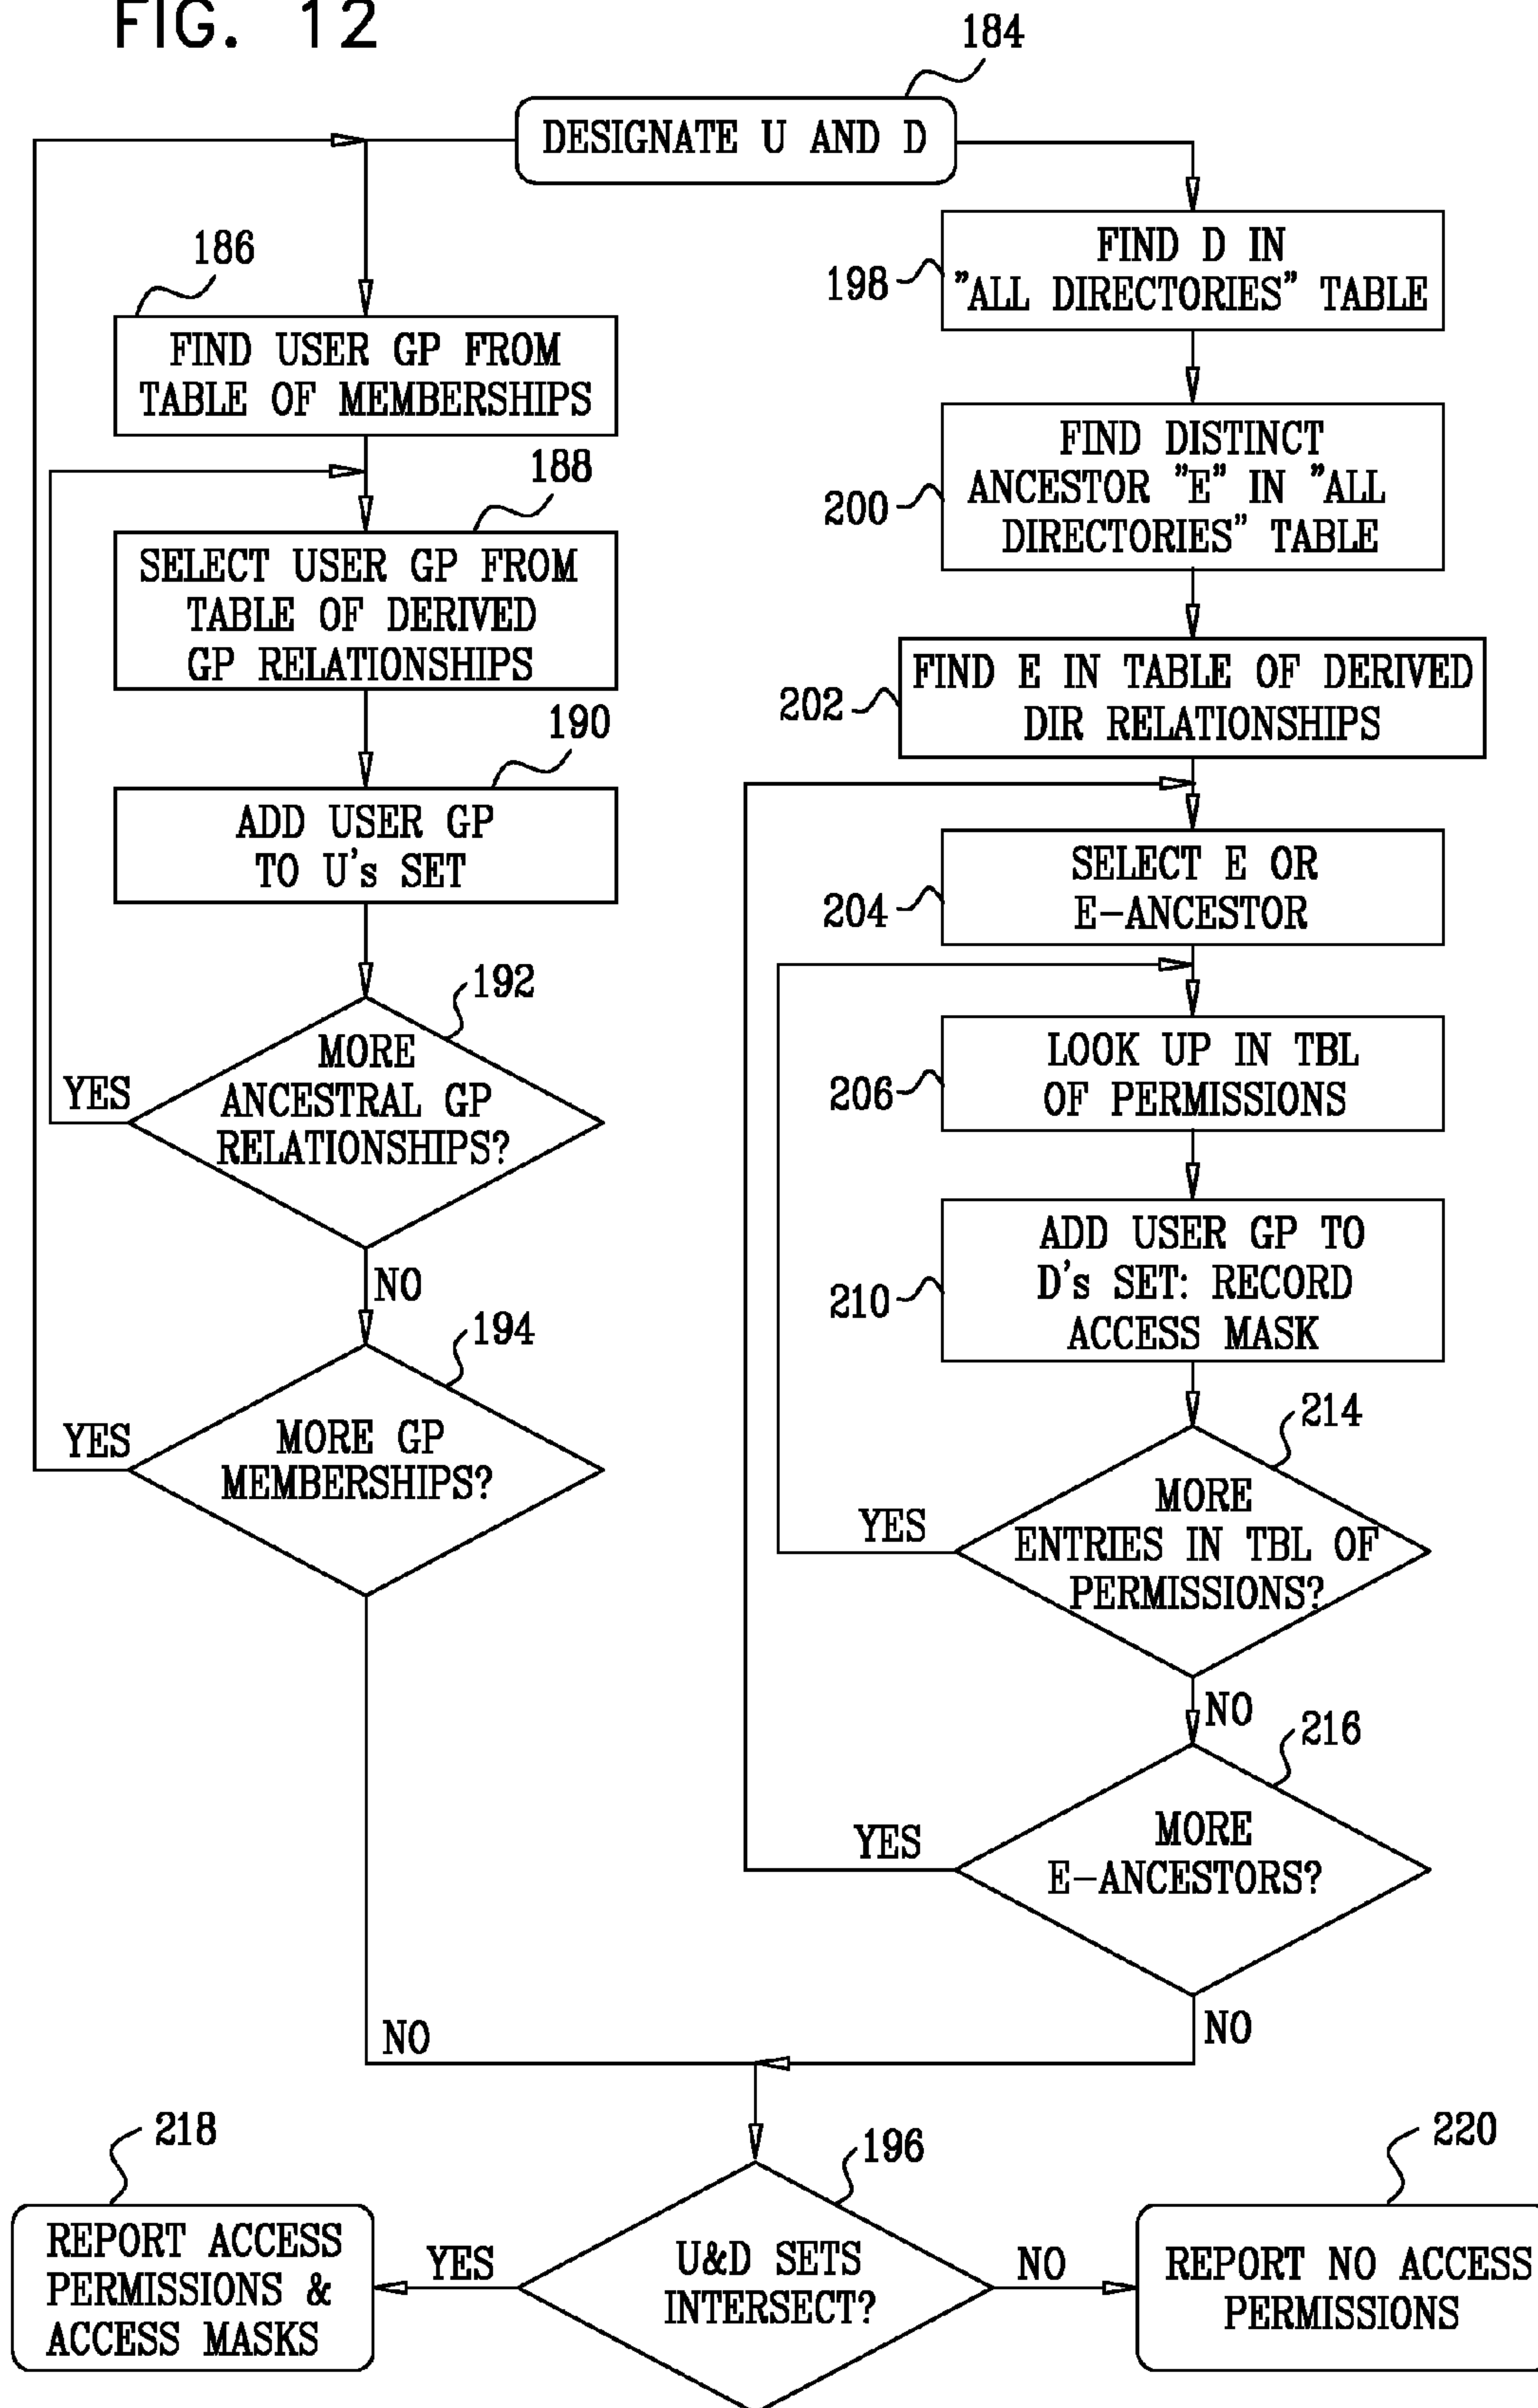 FIG. 12
184
DESIGNATE U AND D
186
FIND USER GP FROM
TABLE OF MEMBERSHIPS
188
SELECT USER GP FROM
TABLE OF DERIVED
GP RELATIONSHIPS
190
ADD USER GP
TO U's SET
192
MORE
ANCESTRAL GP
RELATIONSHIPS?
YES
NO
194
MORE GP
MEMBERSHIPS?
YES
NO
198
FIND D IN
"ALL DIRECTORIES" TABLE
200
FIND DISTINCT
ANCESTOR "E" IN "ALL
DIRECTORIES" TABLE
202
FIND E IN TABLE OF DERIVED
DIR RELATIONSHIPS
204
SELECT E OR
E-ANCESTOR
206
LOOK UP IN TBL
OF PERMISSIONS
210
ADD USER GP TO
D's SET: RECORD
ACCESS MASK
214
MORE
ENTRIES IN TBL OF
PERMISSIONS?
YES
NO
216
MORE
E-ANCESTORS?
YES
NO
196
U&D SETS
INTERSECT?
YES
NO
218
REPORT ACCESS
PERMISSIONS &
ACCESS MASKS
220
REPORT NO ACCESS
PERMISSIONS